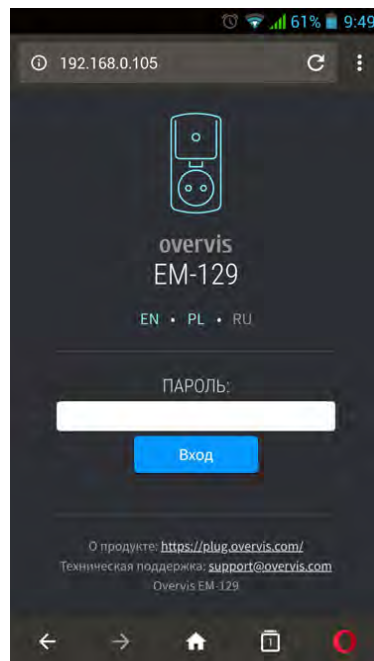 61% 9:49
192.168.0.105
overvis
EM-129
EN • PL • RU
ПАРОЛЬ:
Вход
О продукте: https://plug.overvis.com/
Техническая поддержка: support@overvis.com
Overvis EM-129
1